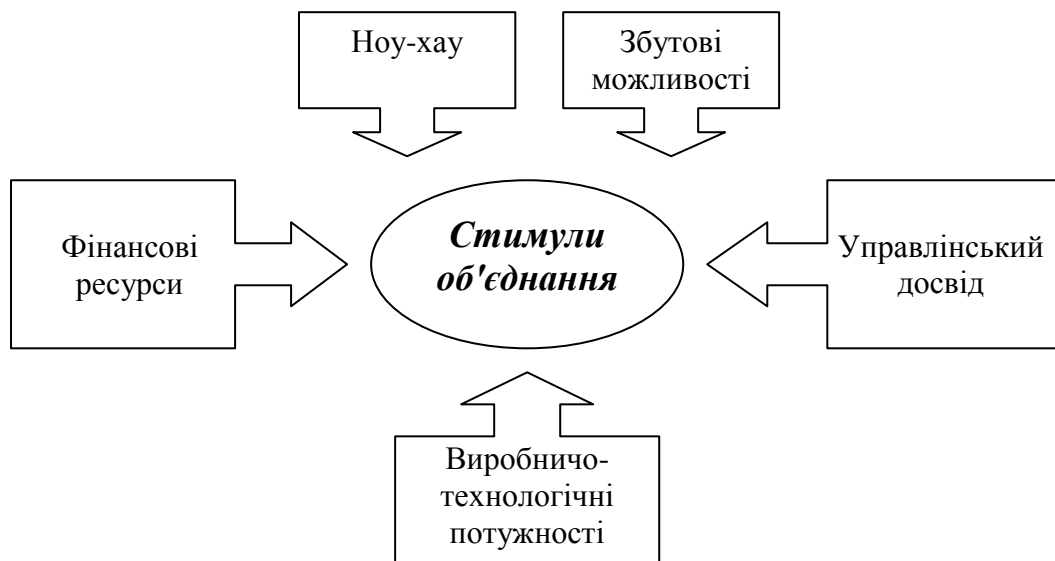 Ноу-хау
Збутові
можливості
Фінансові
ресурси
Стимули
об'єднання
Управлінський
досвід
Виробничо-
технологічні
потужності